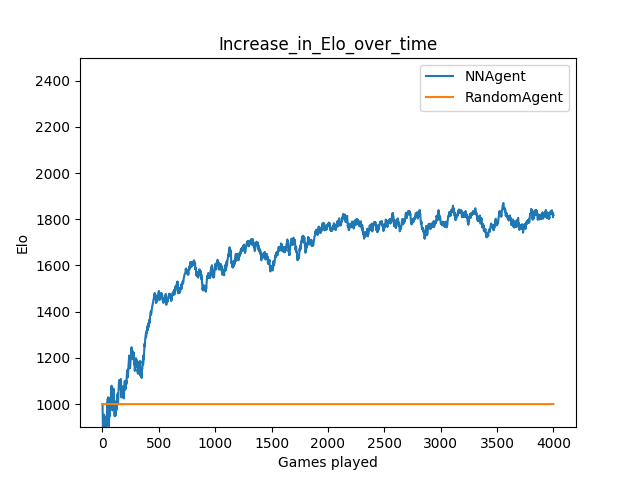 Increase_in_Elo_over_time
NNAgent
RandomAgent
2400
2200
2000
1800
1600
1400
1200
1000
Elo
0 500 1000 1500 2000 2500 3000 3500 4000
Games played